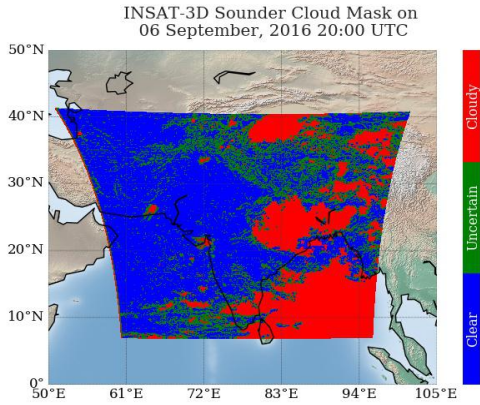 INSAT-3D Sounder Cloud Mask on
06 September, 2016 20:00 UTC
50°N
40°N
30°N
20°N
10°N
0°
50°E 61°E 72°E 83°E 94°E 105°E
Cloudy
Uncertain
Clear